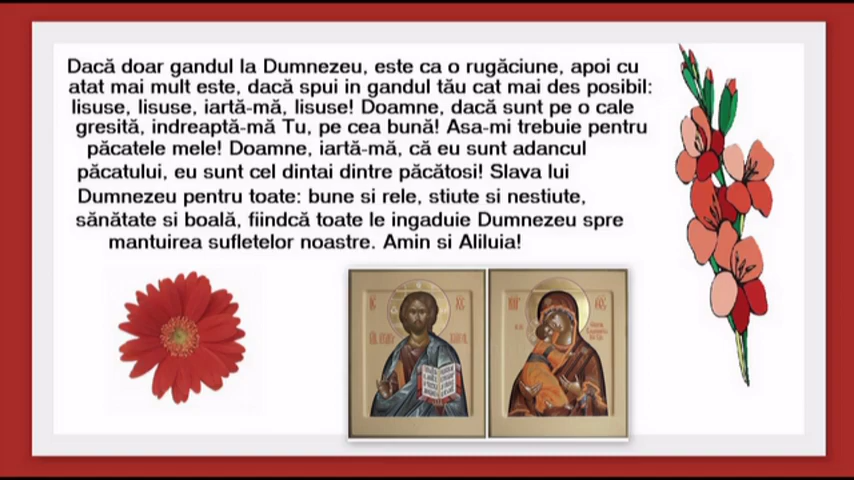 Dacă doar gandul la Dumnezeu, este ca o rugăciune, apoi cu
atat mai mult este, dacă spui in gandul tău cat mai des posibil:
Iisuse, Iisuse, iartă-mă, Iisuse! Doamne, dacă sunt pe o cale
gresită, indreaptă-mă Tu, pe cea bună! Asa-mi trebuie pentru
păcatele mele! Doamne, iartă-mă, că eu sunt adancul
păcatului, eu sunt cel dintai dintre păcătosi! Slava lui
Dumnezeu pentru toate: bune si rele, stiute si nestiute,
sănătate si boală, fiindcă toate le ingaduie Dumnezeu spre
mantuirea sufletelor noastre. Amin si Aliluia!